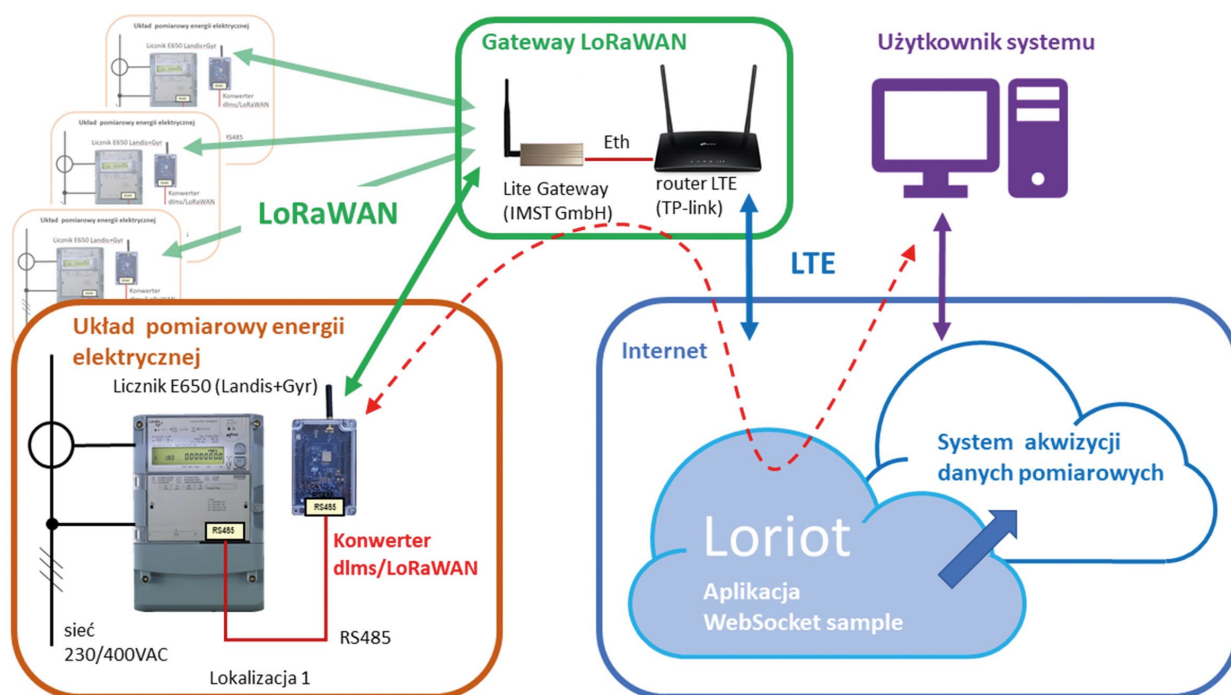 Układ pomiarowy energii elektrycznej
Licznik E650 Landis+Gyr)
RS485
Konwerter
dlms/LoRaWAN
Układ pomiarowy energii elektrycznej
RS485
Licznik E650 Landis+Gyr)
Konwerter
dlms/LoRaWAN
Układ pomiarowy energii elektrycznej
Licznik E650 Landis+Gyr)
Konwerter
dlms/LoRaWAN
LoRaWAN
Gateway LoRaWAN
Eth
Lite Gateway
(IMST GmbH)
router LTE
(TP-link)
Użytkownik systemu
LTE
Układ pomiarowy energii
elektrycznej
Licznik E650 (Landis+Gyr)
RS485
RS485
Konwerter
dlms/LoRaWAN
RS485
sieć
230/400VAC
Lokalizacja 1
Internet
System akwizycji
danych pomiarowych
Loriot
Aplikacja
WebSocket sample